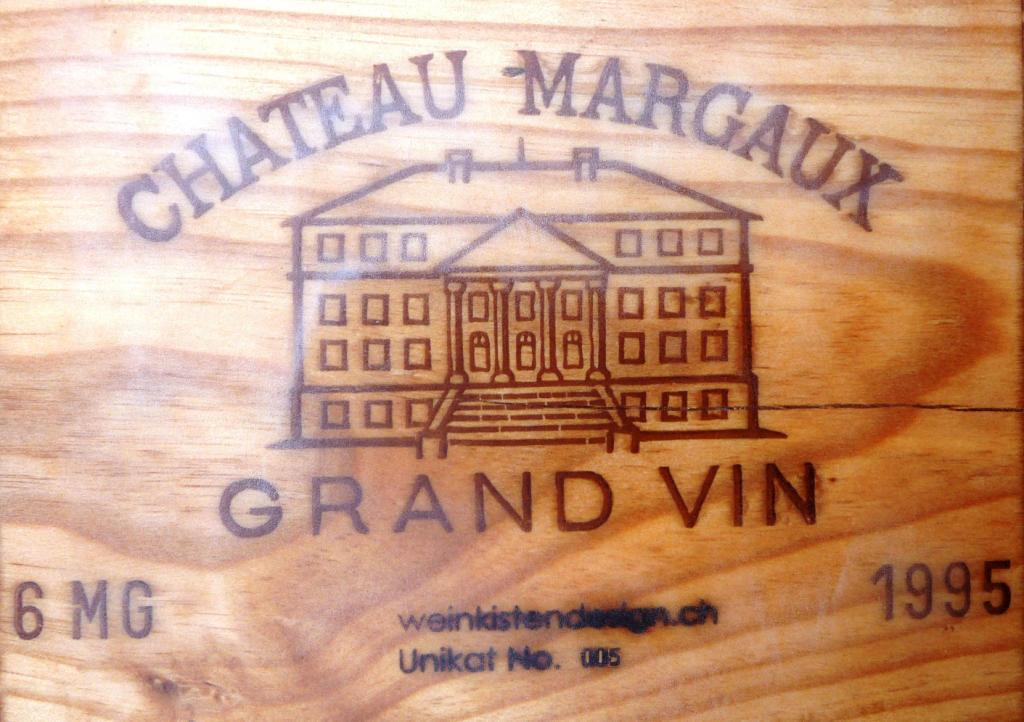 CHATEAU MARGAUX
GRAND VIN
6 MG
1995
weinkistendesign.ch
Unikat No. 005